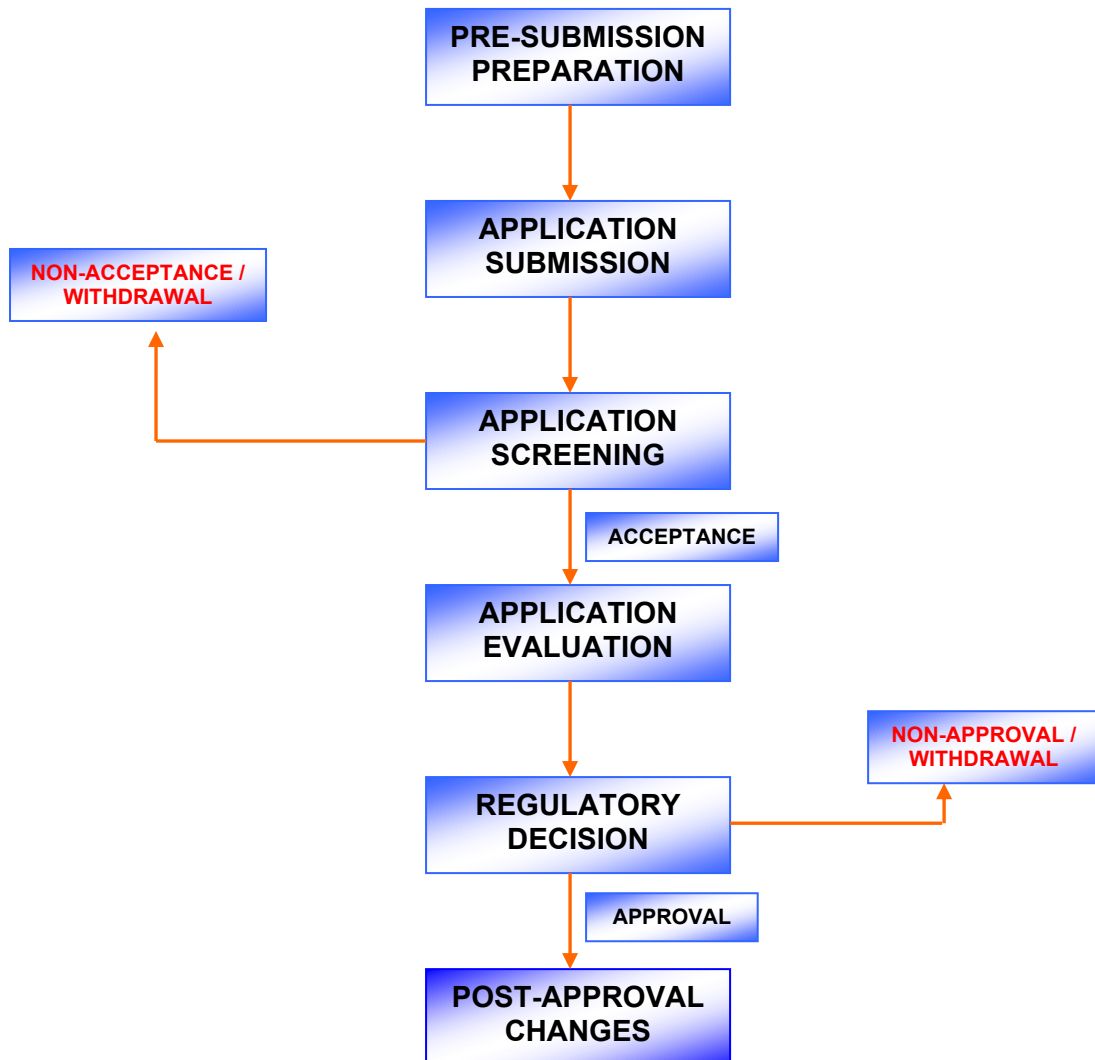 PRE-SUBMISSION
PREPARATION
APPLICATION
SUBMISSION
NON-ACCEPTANCE /
WITHDRAWAL
APPLICATION
SCREENING
ACCEPTANCE
APPLICATION
EVALUATION
NON-APPROVAL /
WITHDRAWAL
REGULATORY
DECISION
APPROVAL
POST-APPROVAL
CHANGES